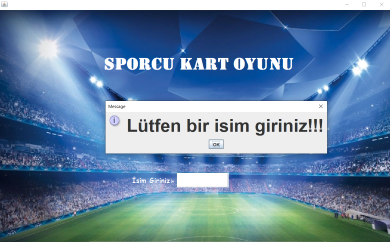 SPORCU KART OYUNU
Message
Lütfen bir isim giriniz!!!
OK
İsim Giriniz: